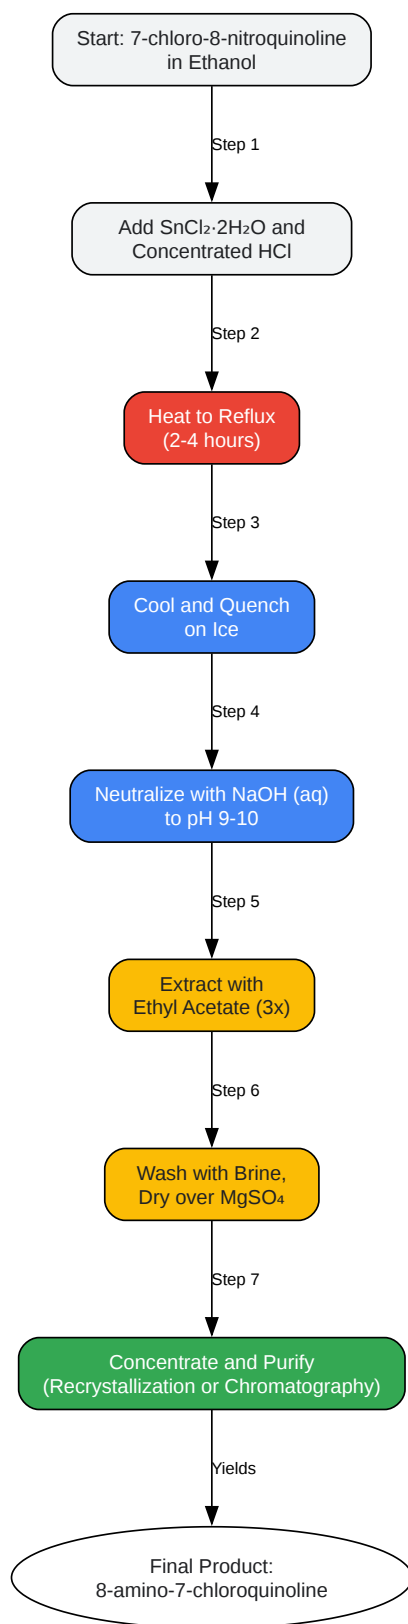 Start: 7-chloro-8-nitroquinoline
in Ethanol
Step 1
Add SnCl₂·2H₂O and
Concentrated HCl
Step 2
Heat to Reflux
(2-4 hours)
Step 3
Cool and Quench
on Ice
Step 4
Neutralize with NaOH (aq)
to pH 9-10
Step 5
Extract with
Ethyl Acetate (3x)
Step 6
Wash with Brine,
Dry over MgSO₄
Step 7
Concentrate and Purify
(Recrystallization or Chromatography)
Yields
Final Product:
8-amino-7-chloroquinoline